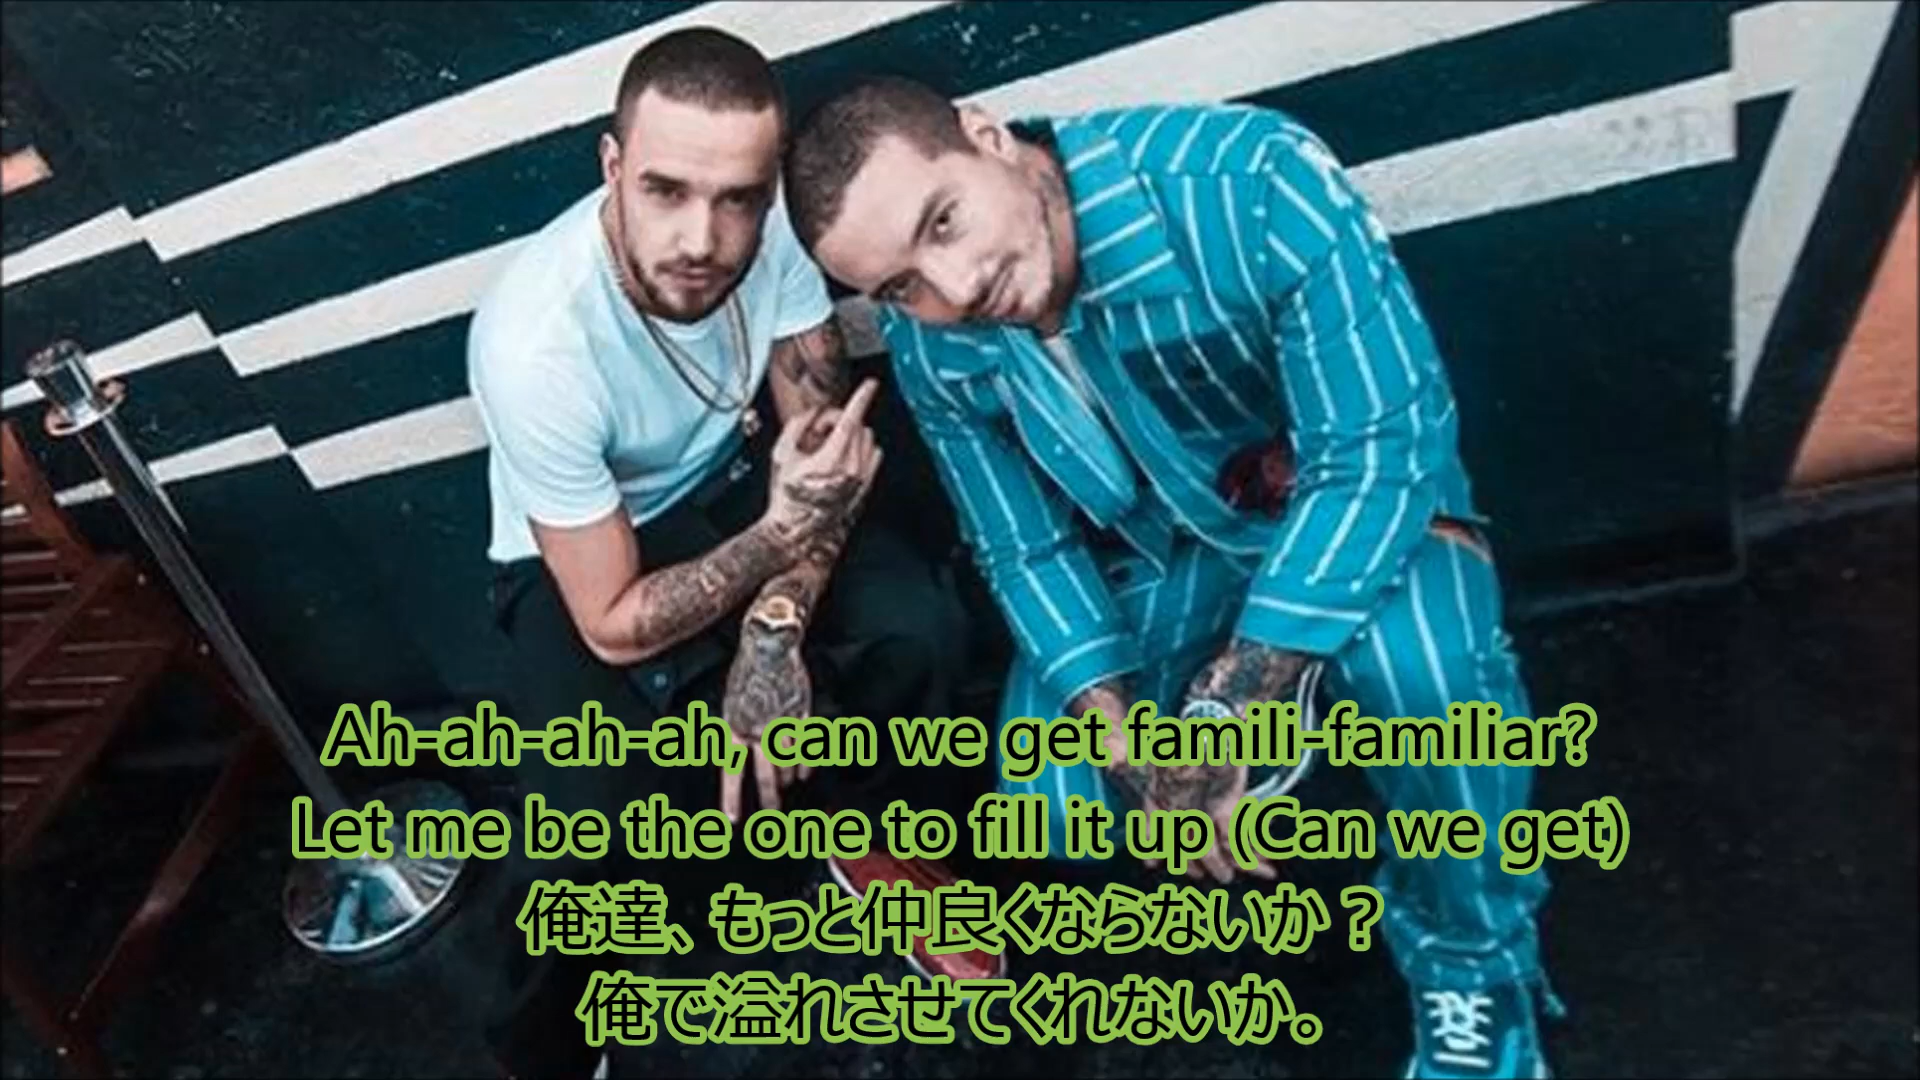 Ah-ah-ah-ah, can we get famili-familiar?
Let me be the one to fill it up (Can we get)
俺達、もっと仲良くならないか？
俺で溢れさせてくれないか。